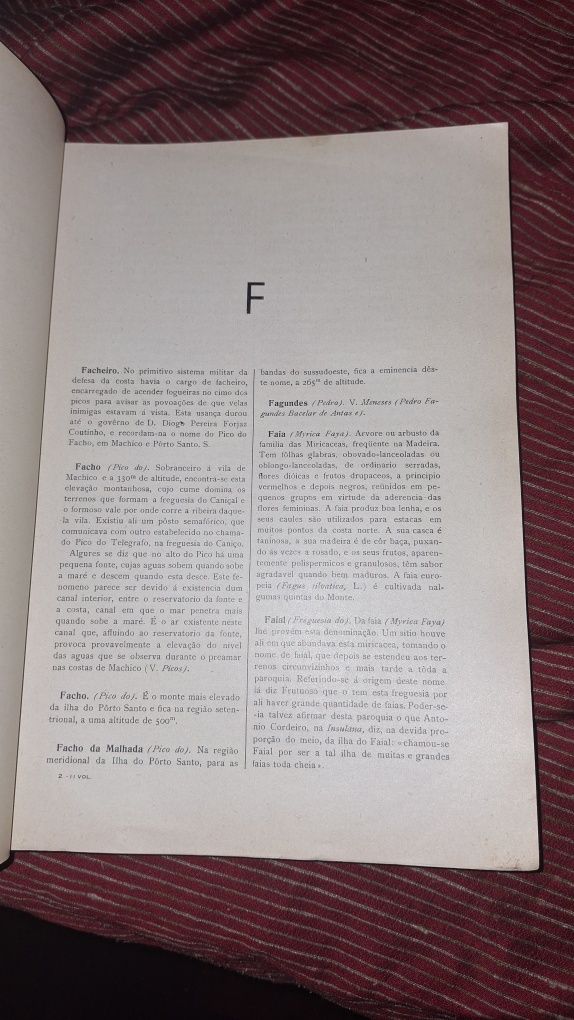 F
Facheiro. No primitivo sistema militar da
defesa da costa havia o cargo de facheiro,
encarregado de acender fogueiras no cimo dos
picos para avisar as povoações de que velas
inimigas estavam á vista. Esta usança durou
até o govêrno de D. Diogo Pereira Forjaz
Coutinho, e recordam-na o nome do Pico do
Facho, em Machico e Pôrto Santo. S.
Facho (Pico do). Sobranceiro á vila de
Machico e a 350m de altitude, encontra-se esta
elevação montanhosa, cujo cume domina os
terrenos que formam a freguesia do Caniçal e
o formoso vale por onde corre a ribeira daque-
la vila. Existiu ali um pôsto semafórico, que
comunicava com outro estabelecido no chama-
do Pico do Telegrafo, na freguesia do Caniço.
Algures se diz que no alto do Pico há uma
pequena fonte, cujas aguas sobem quando sobe
a maré e descem quando esta desce. Este fe-
nomeno parece ser devido á existencia dum
canal interior, entre o reservatorio da fonte e
a costa, canal em que o mar penetra mais
quando sobe a maré. É o ar existente neste
canal que, afluindo ao reservatorio da fonte,
provoca provavelmente a elevação do nivel
das aguas que se observa durante o preamar
nas costas de Machico (V. Picos).
Facho. (Pico do). É o monte mais elevado
da ilha do Pôrto Santo e fica na região seten-
trional, a uma altitude de 500m.
Facho da Malhada (Pico do). Na região
meridional da Ilha do Pôrto Santo, para as
2 - II VOL.
bandas do sussudoeste, fica a eminencia dês-
te nome, a 265m de altitude.
Fagundes (Pedro). V. Meneses (Pedro Fa-
gundes Bacelar de Antas e).
Faia (Myrica Faya). Arvore ou arbusto da
familia das Miricaceas, freqüente na Madeira.
Tem fôlhas glabras, obovado-lanceoladas ou
oblongo-lanceoladas, de ordinario serradas,
flores dióicas e frutos drupaceos, a principio
vermelhos e depois negros, reünidos em pe-
quenos grupos em virtude da aderencia das
flores femininas. A faia produz boa lenha, e os
seus caules são utilizados para estacas em
muitos pontos da costa norte. A sua casca é
taninosa, a sua madeira é de côr baça, puxan-
do ás vezes a rosado, e os seus frutos, aparen-
temente polispermicos e granulosos, têm sabor
agradavel quando bem maduros. A faia euro-
peia (Fagus silvatica, L.) é cultivada nal-
gumas quintas do Monte.
Faial (Freguesia do). Da faia (Myrica Faya)
lhe provém esta denominação. Um sitio houve
ali em que abundava esta miricacea, tomando o
nome de faial, que depois se estendeu aos ter-
renos circunvizinhos e mais tarde a tôda a
paroquia. Referindo-se á origem deste nome
lá diz Frutuoso que o tem esta freguesia por
ali haver grande quantidade de faias. Poder-se-
-ia talvez afirmar desta paroquia o que Anto-
nio Cordeiro, na Insulana, diz, na devida pro-
porção do meio, da ilha do Faial: «chamou-se
Faial por ser a tal ilha de muitas e grandes
faias toda cheia».